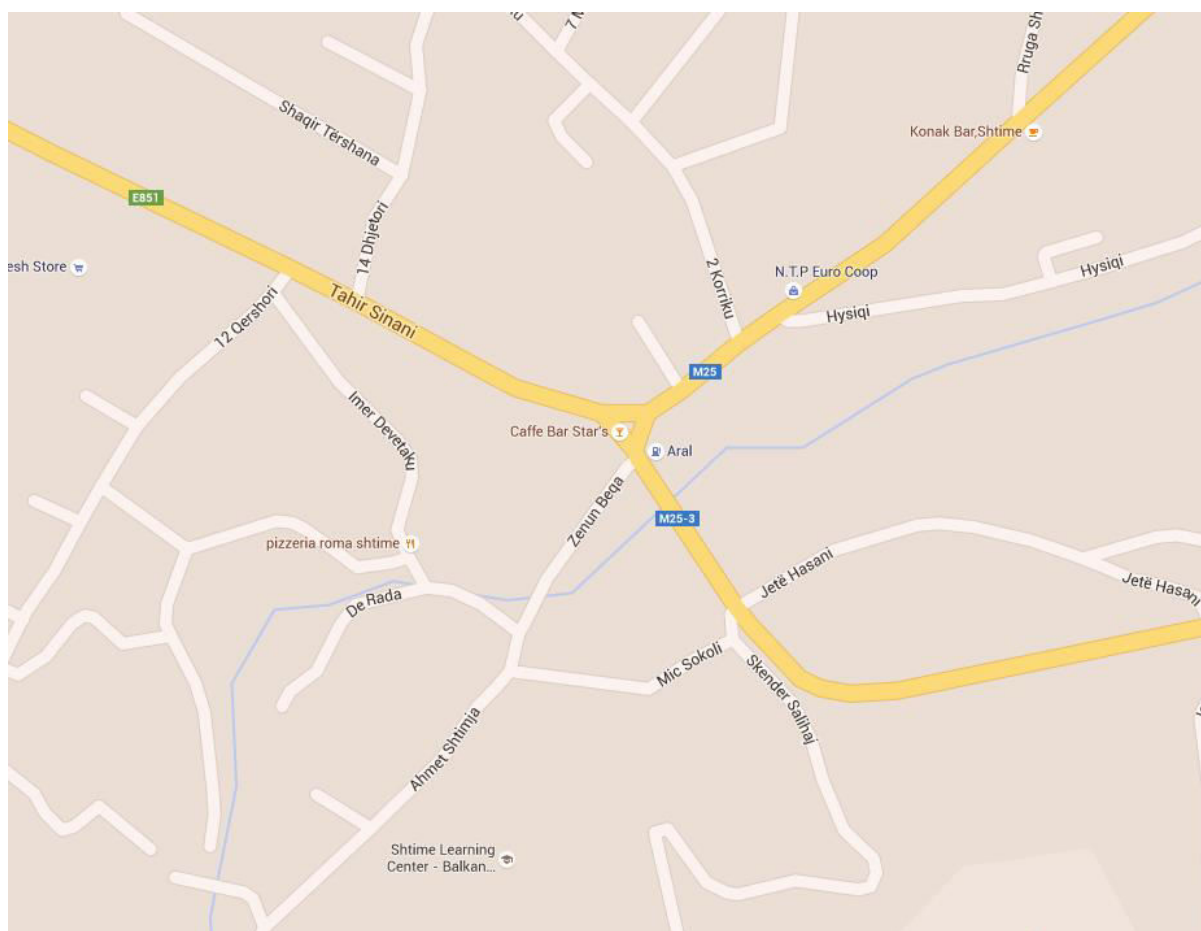 7
Rruga Sh
Shaqir Tërshana
Konak Bar,Shtime
E851
14 Dhjetori
esh Store
2 Korriku
N.T.P Euro Coop
Hysiqi
Hysiqi
12 Qershori
Tahir Sinani
M25
Imer Devetaku
Caffe Bar Star's
Aral
Zenun Beqa
M25-3
pizzeria roma shtime
Jetë Hasani
Jetë Hasani
De Rada
Mic Sokoli
Skender Salihaj
Ahmet Shtimja
Shtime Learning
Center - Balkan...